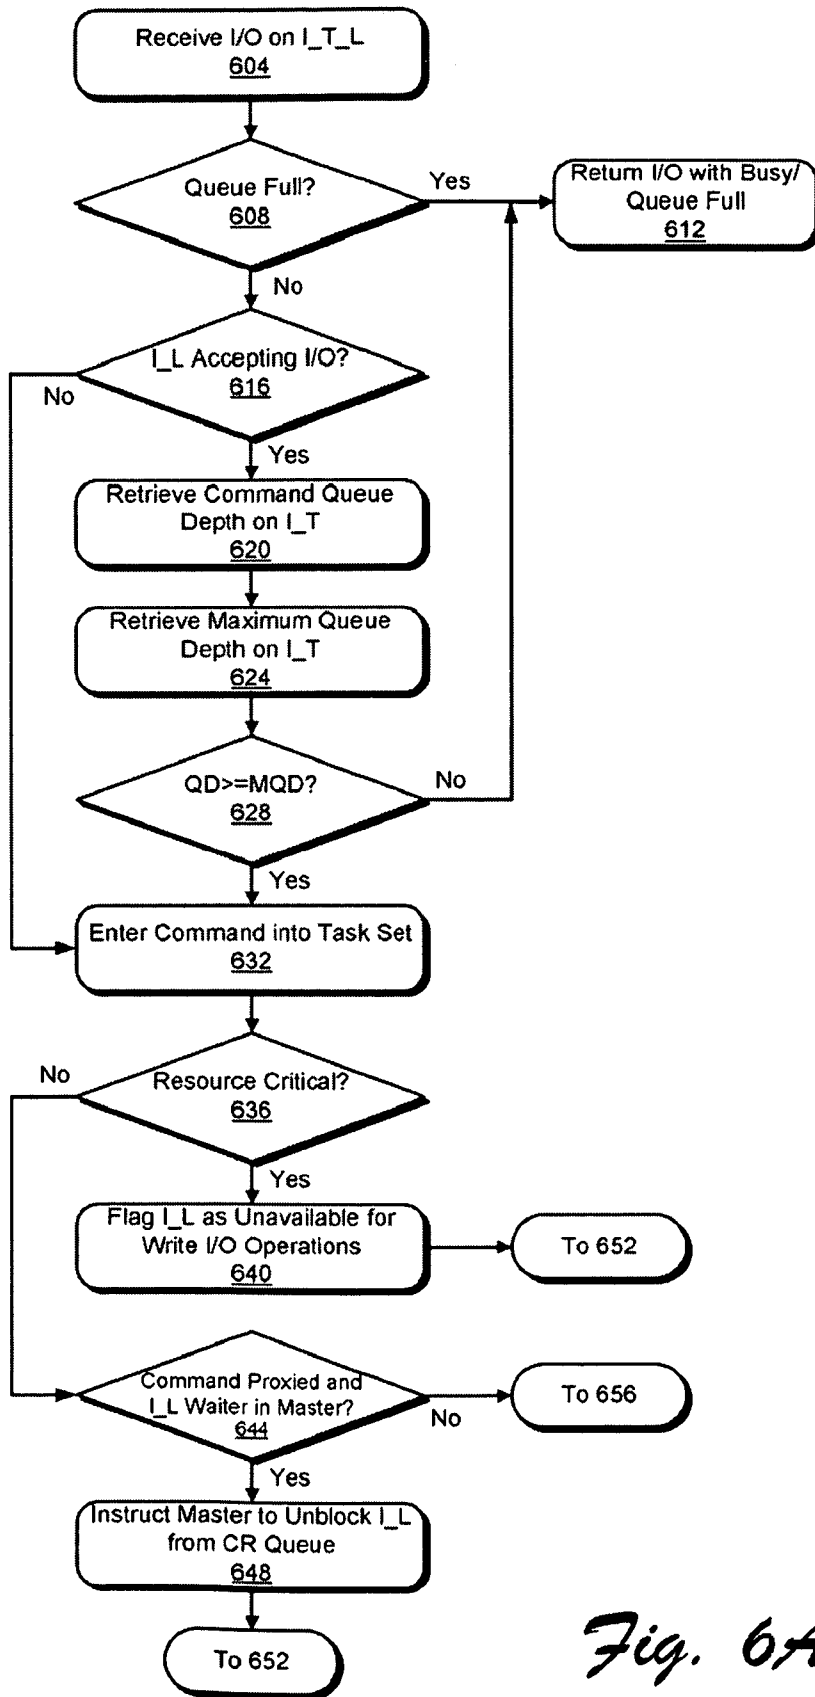 Receive I/O on I_T_L
604
Queue Full?
608
Yes
Return I/O with Busy/
Queue Full
612
No
I_L Accepting I/O?
616
No
Yes
Retrieve Command Queue
Depth on I_T
620
Retrieve Maximum Queue
Depth on I_T
624
QD>=MQD?
628
No
Yes
Enter Command into Task Set
632
No
Resource Critical?
636
Yes
Flag I_L as Unavailable for
Write I/O Operations
640
To 652
Command Proxied and
I_L Waiter in Master?
644
No
To 656
Yes
Instruct Master to Unblock I_L
from CR Queue
648
To 652
Fig. 6A